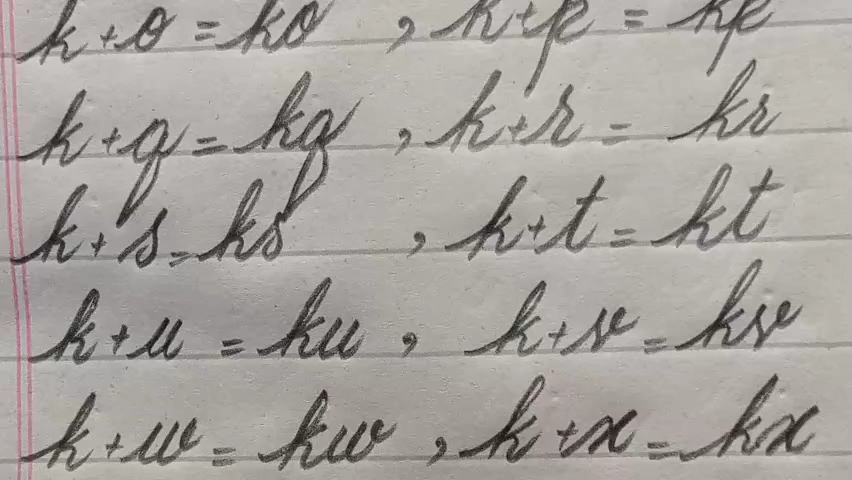 k+o = ko , k+p = kp
k+q = kq , k+r = kr
k+s = ks , k+t = kt
k+u = ku , k+v = kv
k+w = kw , k+x = kx